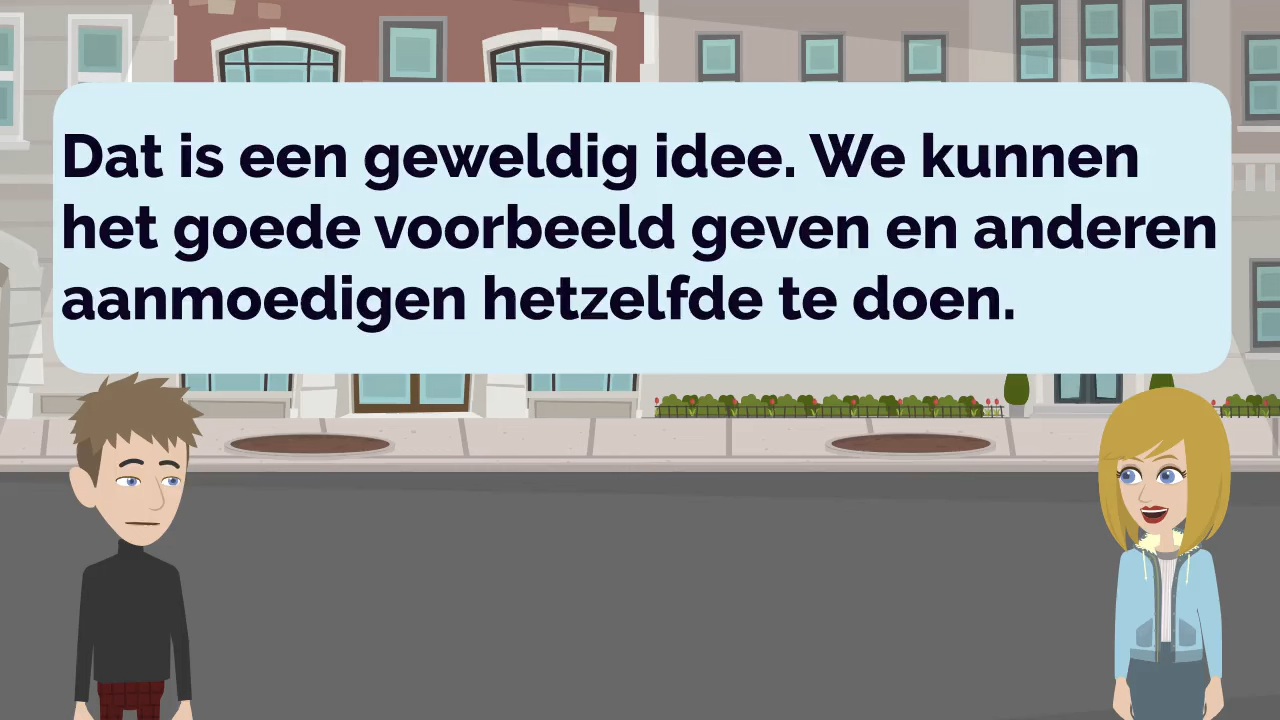 Dat is een geweldig idee. We kunnen
het goede voorbeeld geven en anderen
aanmoedigen hetzelfde te doen.